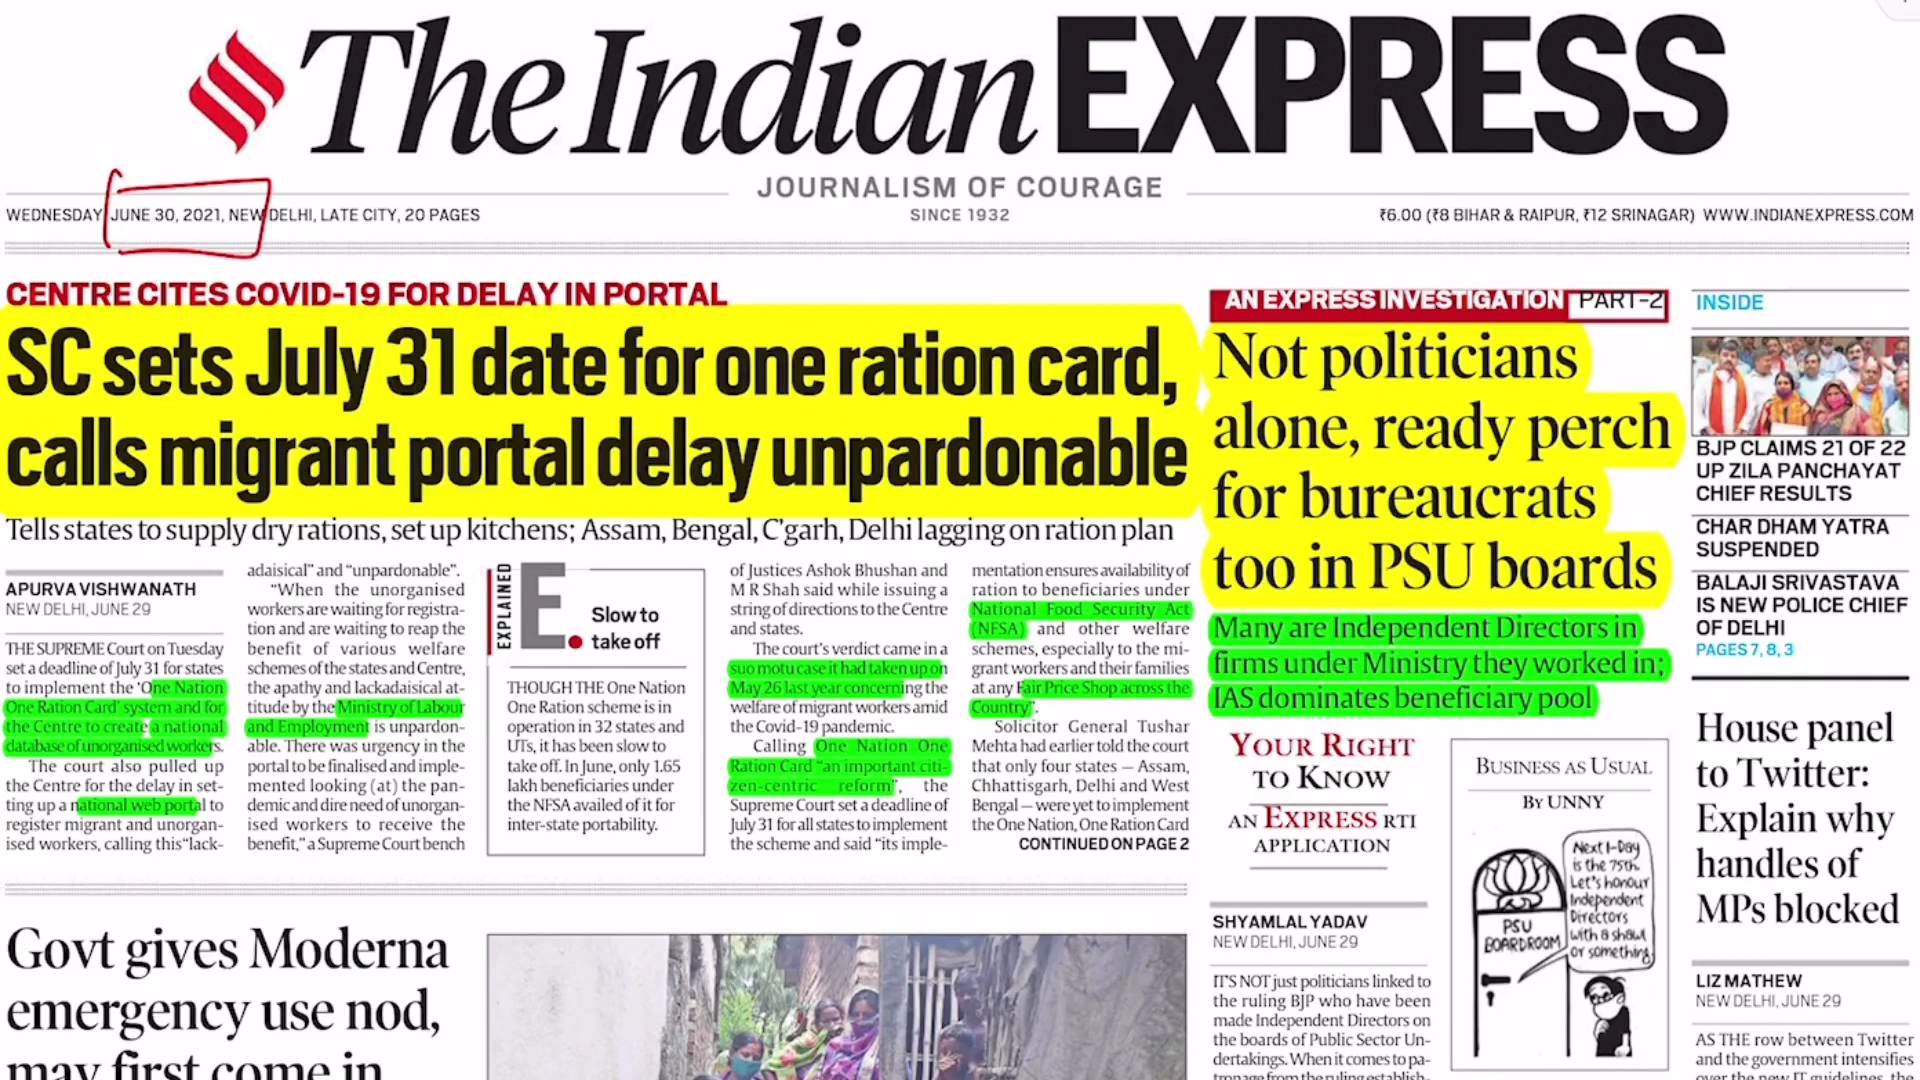 The Indian EXPRESS
JOURNALISM OF COURAGE
SINCE 1932
WEDNESDAY, JUNE 30, 2021, NEW DELHI, LATE CITY, 20 PAGES
₹6.00 (₹8 BIHAR & RAIPUR, ₹12 SRINAGAR) WWW.INDIANEXPRESS.COM
CENTRE CITES COVID-19 FOR DELAY IN PORTAL
SC sets July 31 date for one ration card,
calls migrant portal delay unpardonable
Tells states to supply dry rations, set up kitchens; Assam, Bengal, C'garh, Delhi lagging on ration plan
APURVA VISHWANATH
NEW DELHI, JUNE 29
THE SUPREME Court on Tuesday
set a deadline of July 31 for states
to implement the 'One Nation
One Ration Card' system and for
the Centre to create a national
database of unorganised workers.
The court also pulled up
the Centre for the delay in set-
ting up a national web portal to
register migrant and unorgan-
ised workers, calling this "lack-
adaisical" and "unpardonable".
"When the unorganised
workers are waiting for registra-
tion and are waiting to reap the
benefit of various welfare
schemes of the states and Centre,
the apathy and lackadaisical at-
titude by the Ministry of Labour
and Employment is unpardon-
able. There was urgency in the
portal to be finalised and imple-
mented looking (at) the pan-
demic and dire need of unorgan-
ised workers to receive the
benefit," a Supreme Court bench
EXPLAINED
E.
Slow to
take off
THOUGH THE One Nation
One Ration scheme is in
operation in 32 states and
UTs, it has been slow to
take off. In June, only 1.65
lakh beneficiaries under
the NFSA availed of it for
inter-state portability.
of Justices Ashok Bhushan and
M R Shah said while issuing a
string of directions to the Centre
and states.
The court's verdict came in a
suo motu case it had taken up on
May 26 last year concerning the
welfare of migrant workers amid
the Covid-19 pandemic.
Calling One Nation One
Ration Card "an important citi-
zen-centric reform", the
Supreme Court set a deadline of
July 31 for all states to implement
the scheme and said "its imple-
mentation ensures availability of
ration to beneficiaries under
National Food Security Act
(NFSA) and other welfare
schemes, especially to the mi-
grant workers and their families
at any Fair Price Shop across the
Country".
Solicitor General Tushar
Mehta had earlier told the court
that only four states — Assam,
Chhattisgarh, Delhi and West
Bengal — were yet to implement
the One Nation, One Ration Card
CONTINUED ON PAGE 2
Govt gives Moderna
emergency use nod,
may first come in
AN EXPRESS INVESTIGATION PART-2
Not politicians
alone, ready perch
for bureaucrats
too in PSU boards
Many are Independent Directors in
firms under Ministry they worked in;
IAS dominates beneficiary pool
YOUR RIGHT
TO KNOW
AN EXPRESS RTI
APPLICATION
SHYAMLAL YADAV
NEW DELHI, JUNE 29
IT'S NOT just politicians linked to
the ruling BJP who have been
made Independent Directors on
the boards of Public Sector Un-
dertakings. When it comes to pa-
tronage from the ruling establish-
BUSINESS AS USUAL
BY UNNY
Next I-Day
is the 75th.
Let's honour
Independent
Directors
with a shawl
or something
PSU
BOARDROOM
INSIDE
BJP CLAIMS 21 OF 22
UP ZILA PANCHAYAT
CHIEF RESULTS
CHAR DHAM YATRA
SUSPENDED
BALAJI SRIVASTAVA
IS NEW POLICE CHIEF
OF DELHI
PAGES 7, 8, 3
House panel
to Twitter:
Explain why
handles of
MPs blocked
LIZ MATHEW
NEW DELHI, JUNE 29
AS THE row between Twitter
and the government intensifies
over the new IT guidelines, the